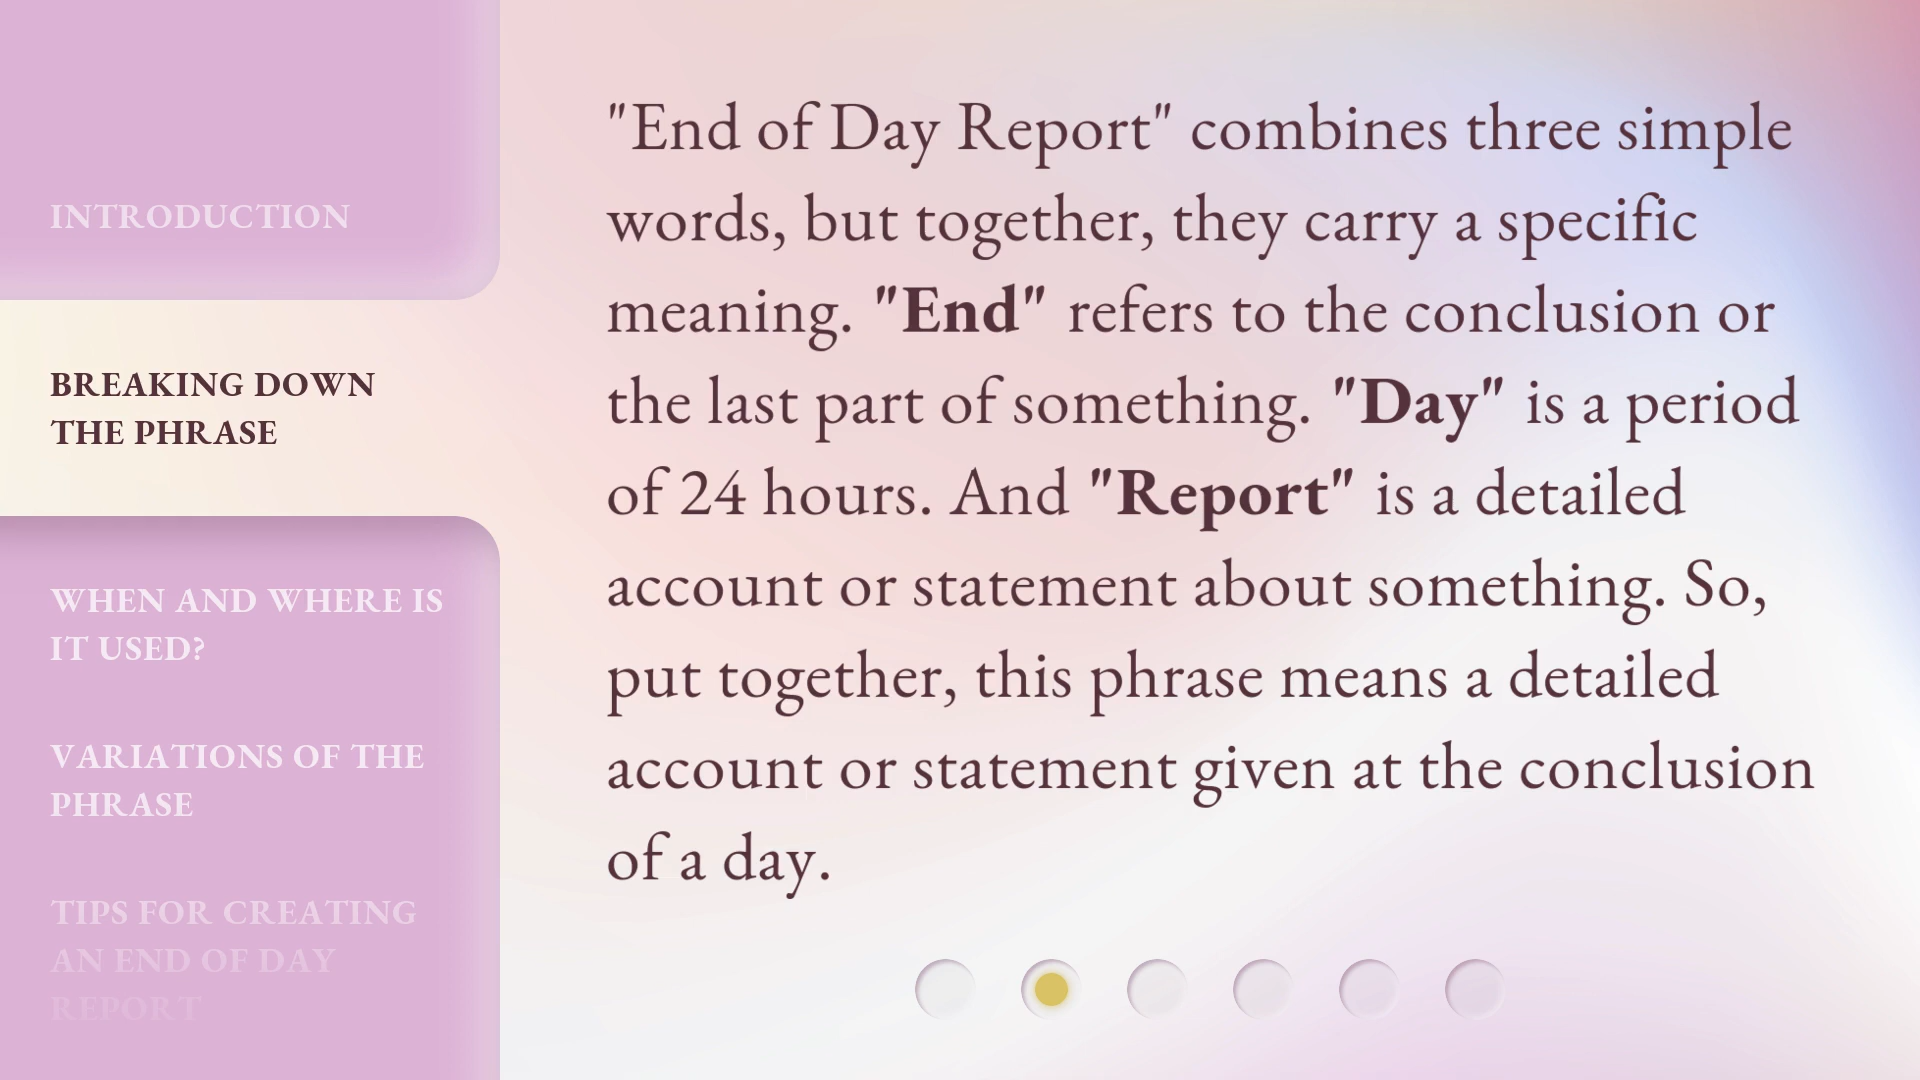 INTRODUCTION
BREAKING DOWN
THE PHRASE
WHEN AND WHERE IS
IT USED?
VARIATIONS OF THE
PHRASE
TIPS FOR CREATING
AN END OF DAY
REPORT
"End of Day Report" combines three simple
words, but together, they carry a specific
meaning. "End" refers to the conclusion or
the last part of something. "Day" is a period
of 24 hours. And "Report" is a detailed
account or statement about something. So,
put together, this phrase means a detailed
account or statement given at the conclusion
of a day.